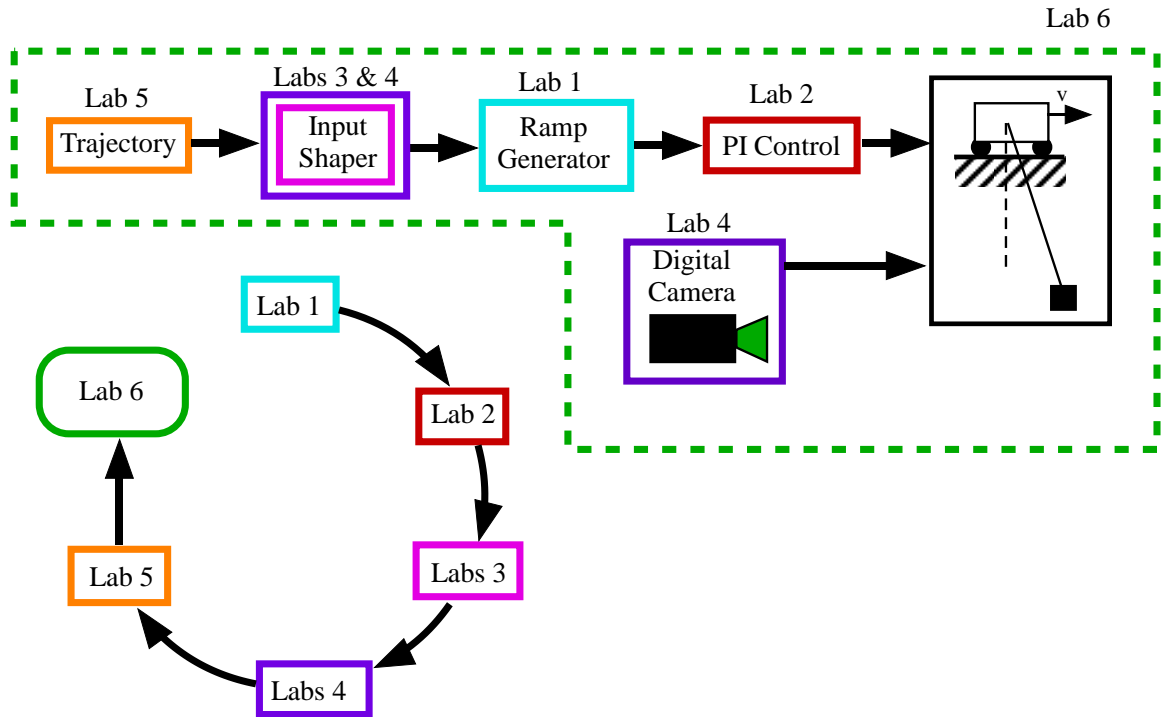 Lab 6
Lab 5
Trajectory
Labs 3 & 4
Input
Shaper
Lab 1
Ramp
Generator
Lab 2
PI Control
v
Lab 4
Digital
Camera
Lab 1
Lab 2
Labs 3
Labs 4
Lab 5
Lab 6